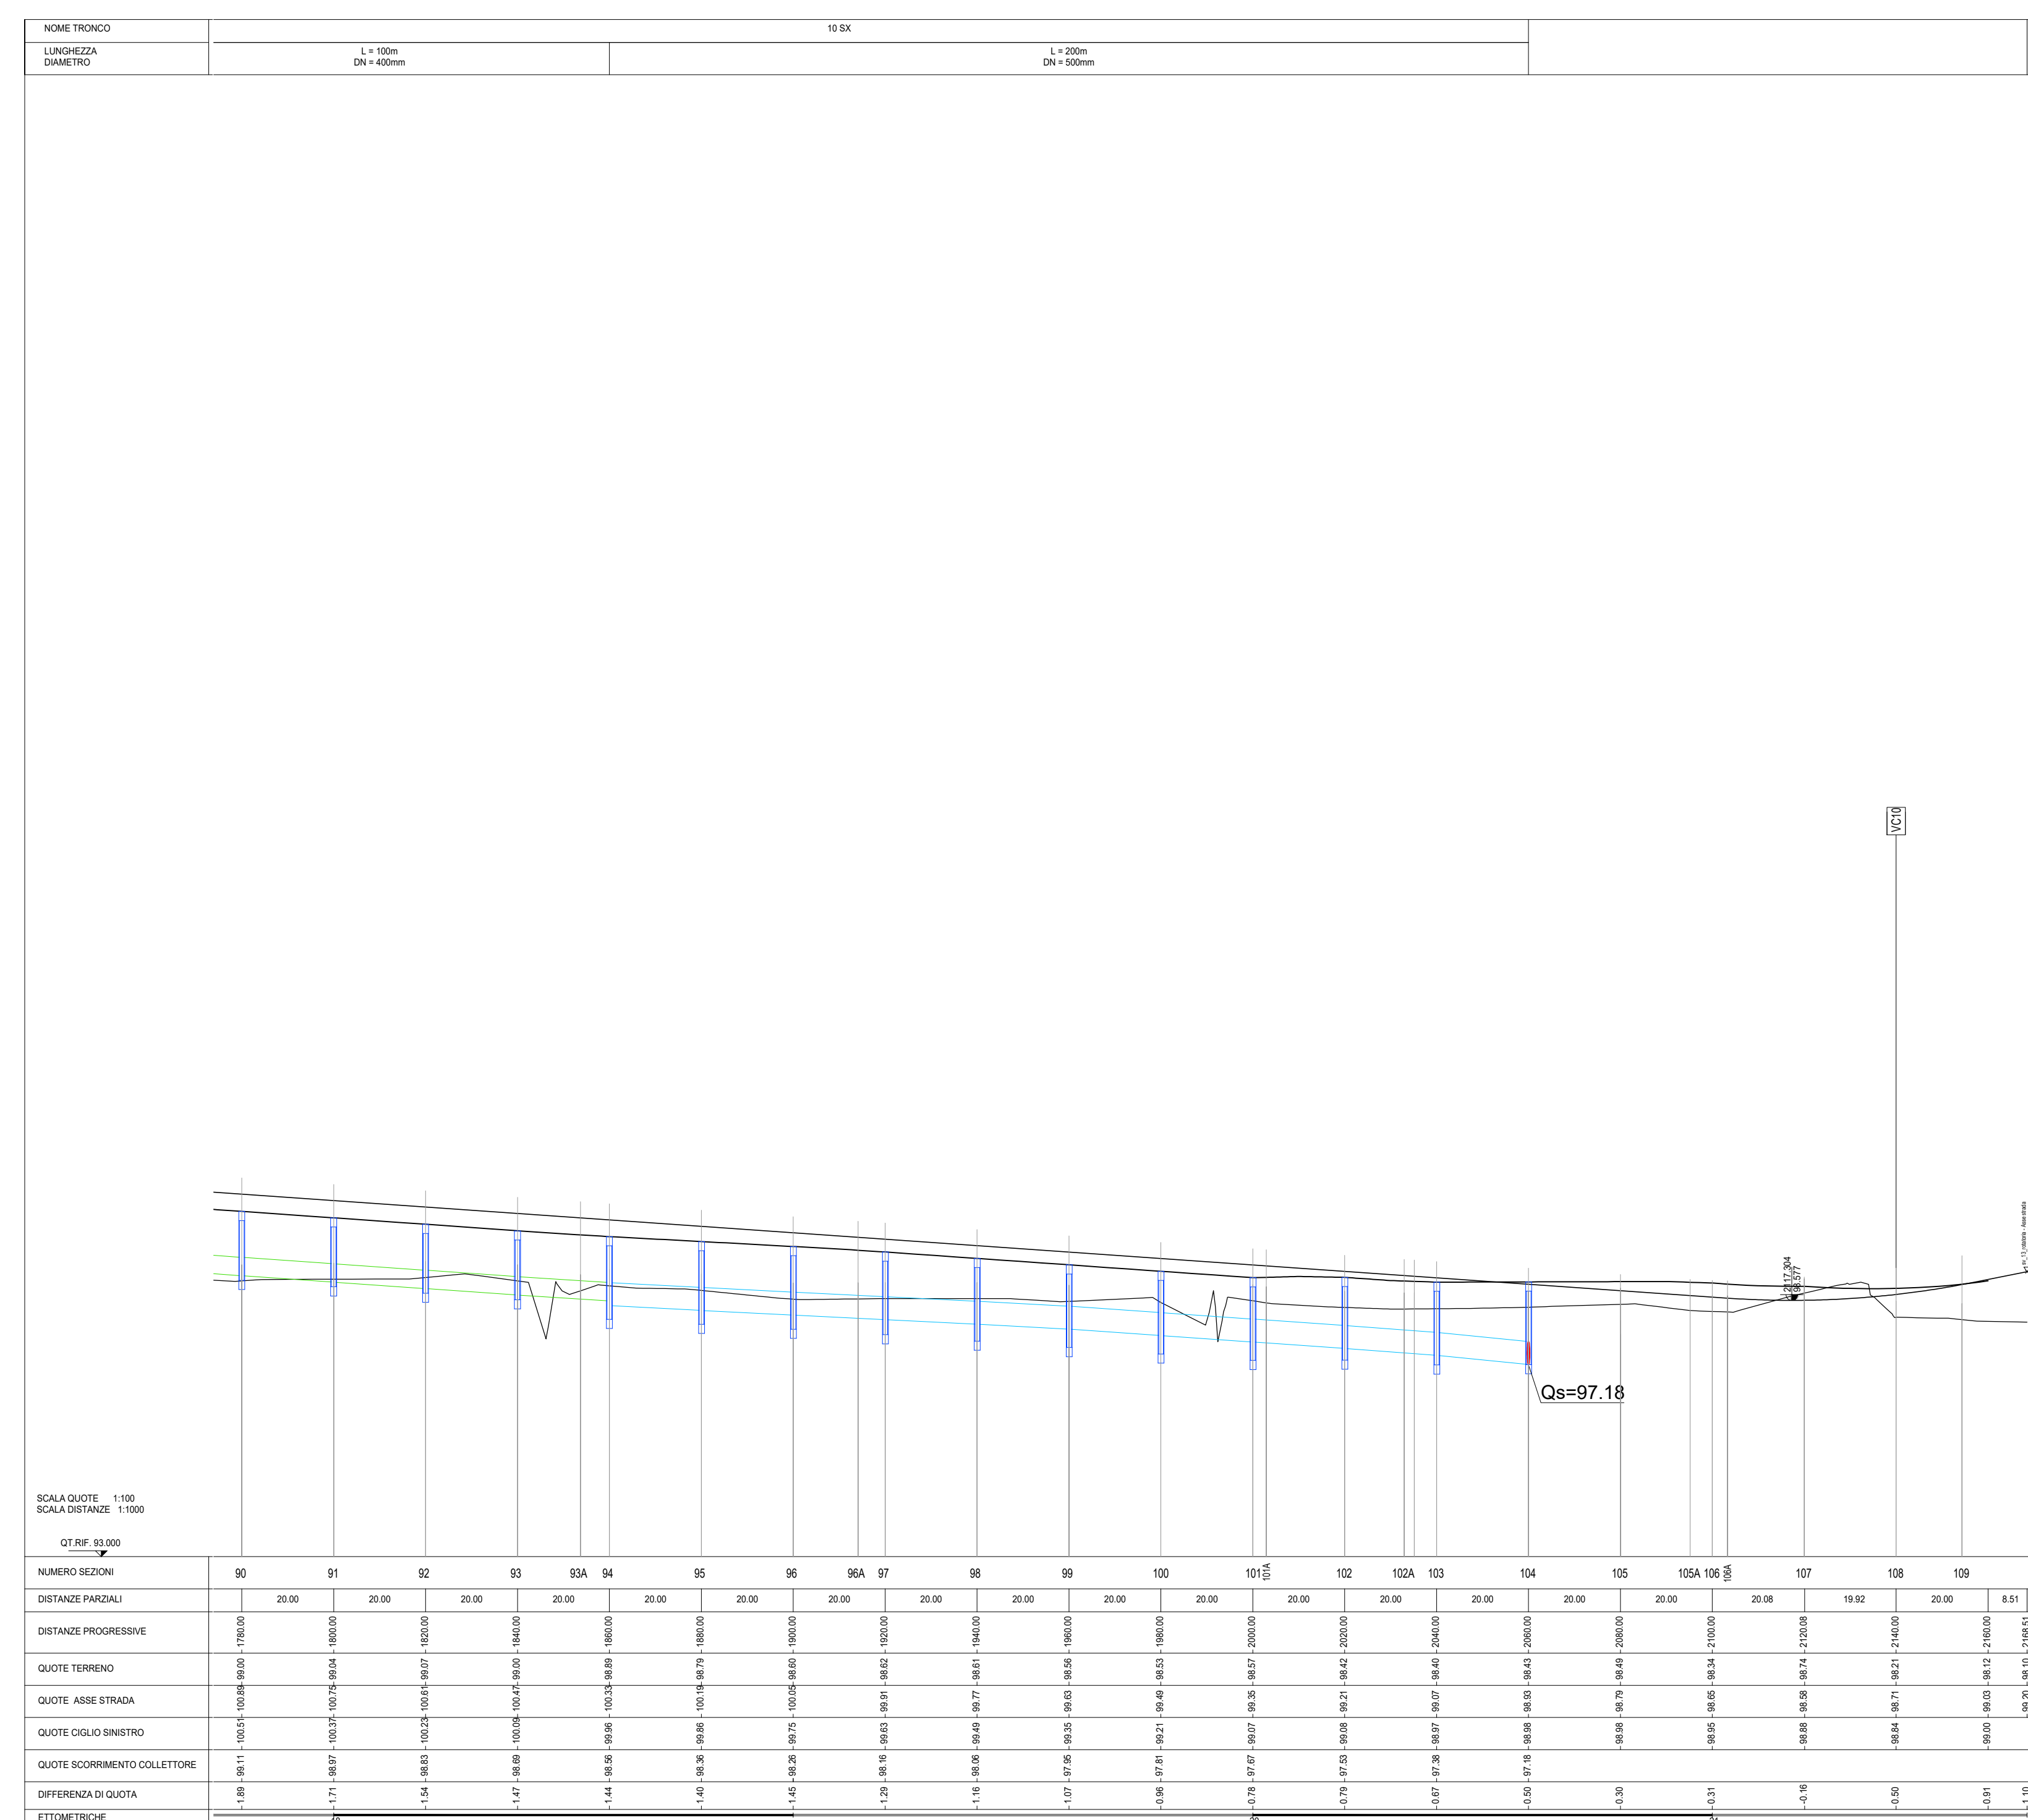 NOME TRONCO 10 SX
LUNGHEZZA L = 100m L = 200m
DIAMETRO DN = 400mm DN = 500mm
VC10
2117.304
98.577
Qs=97.18
SCALA QUOTE 1:100
SCALA DISTANZE 1:1000
QT.RIF. 93.000
NUMERO SEZIONI 90 91 92 93 93A 94 95 96 96A 97 98 99 100 101 101A 102 102A 103 104 105 105A 106 106A 107 108 109
DISTANZE PARZIALI 20.00 20.00 20.00 20.00 20.00 20.00 20.00 20.00 20.00 20.00 20.00 20.00 20.00 20.00 20.00 20.00 20.08 19.92 20.00 8.51
DISTANZE PROGRESSIVE 1780.00 1800.00 1820.00 1840.00 1860.00 1880.00 1900.00 1920.00 1940.00 1960.00 1980.00 2000.00 2020.00 2040.00 2060.00 2080.00 2100.00 2120.08 2140.00 2160.00 2168.51
QUOTE TERRENO 99.00 99.04 99.07 99.00 98.89 98.79 98.60 98.62 98.61 98.56 98.53 98.57 98.42 98.40 98.43 98.49 98.34 98.74 98.21 98.12 98.10
QUOTE ASSE STRADA 100.89 100.75 100.61 100.47 100.33 100.19 100.05 99.91 99.77 99.63 99.49 99.35 99.21 99.07 98.93 98.79 98.65 98.58 98.71 99.03 99.20
QUOTE CIGLIO SINISTRO 100.51 100.37 100.23 100.09 99.96 99.86 99.75 99.63 99.49 99.35 99.21 99.07 99.08 98.97 98.98 98.98 98.95 98.88 98.84 99.00
QUOTE SCORRIMENTO COLLETTORE 99.11 98.97 98.83 98.69 98.56 98.36 98.26 98.16 98.06 97.95 97.81 97.67 97.53 97.38 97.18
DIFFERENZA DI QUOTA 1.89 1.71 1.54 1.47 1.44 1.40 1.45 1.29 1.16 1.07 0.96 0.78 0.79 0.67 0.50 0.30 0.31 -0.16 0.50 0.91 1.10
ETTOMETRICHE